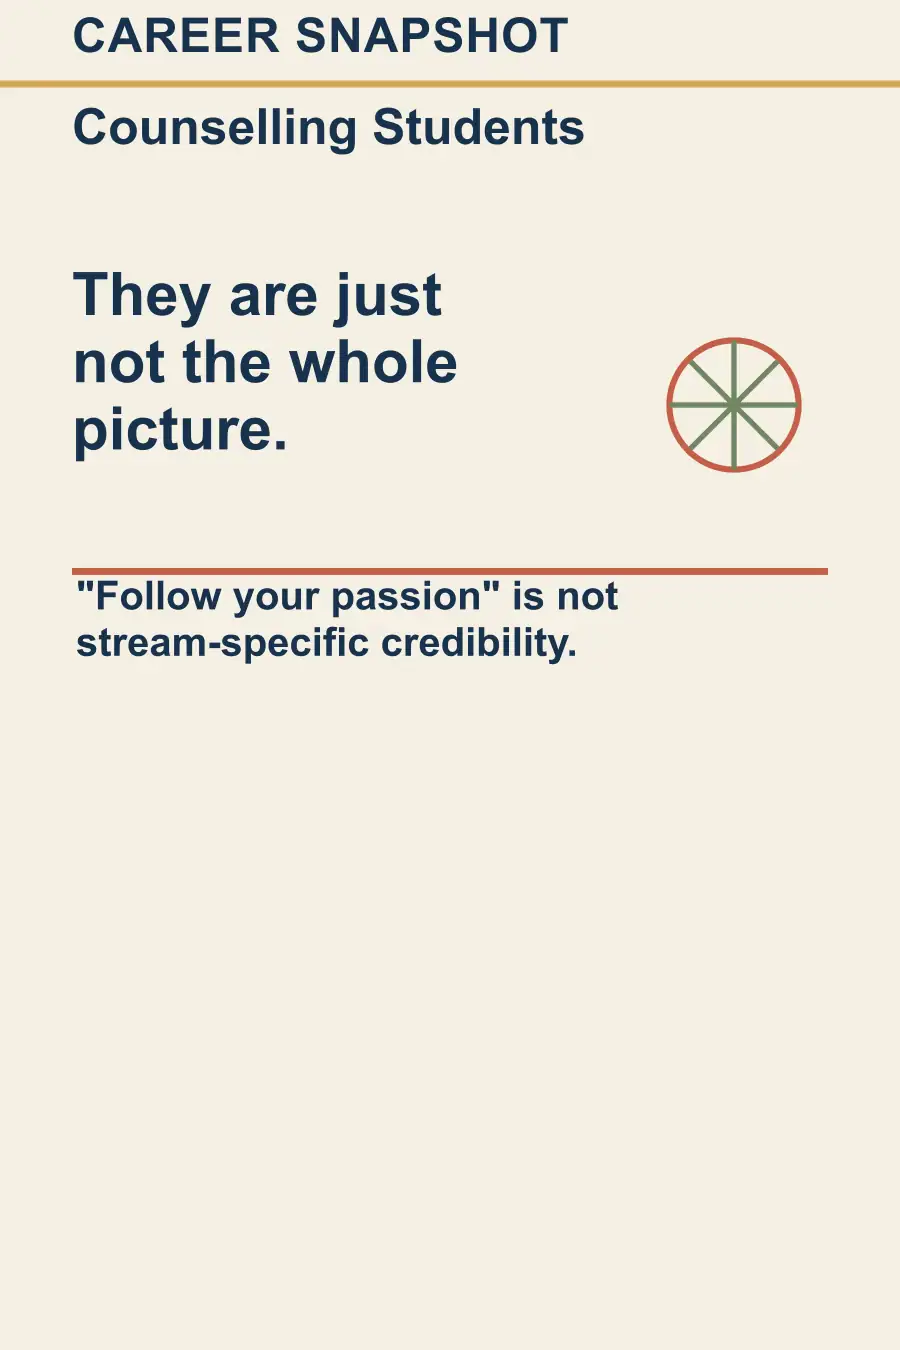 CAREER SNAPSHOT
Counselling Students
They are just
not the whole
picture.
"Follow your passion" is not
stream-specific credibility.